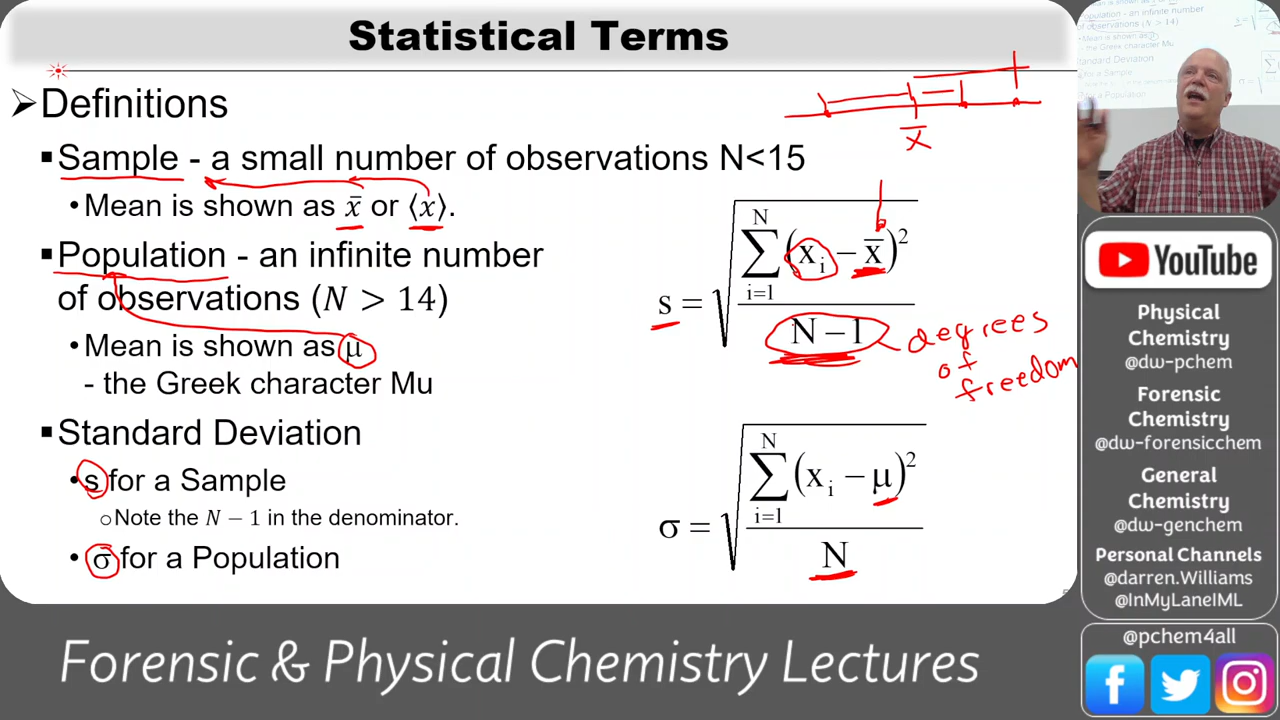 Statistical Terms
➢Definitions
▪Sample - a small number of observations N<15
•Mean is shown as x̄ or ⟨x⟩.
▪Population - an infinite number
of observations (N > 14)
•Mean is shown as μ
- the Greek character Mu
▪Standard Deviation
•s for a Sample
○Note the N − 1 in the denominator.
•σ for a Population
x̄
s = √(∑_{i=1}^{N} (x_i − x̄)² / (N − 1))
degrees
of
freedom
σ = √(∑_{i=1}^{N} (x_i − μ)² / N)
YouTube
Physical
Chemistry
@dw-pchem
Forensic
Chemistry
@dw-forensicchem
General
Chemistry
@dw-genchem
Personal Channels
@darren.Williams
@InMyLaneIML
@pchem4all
Forensic & Physical Chemistry Lectures